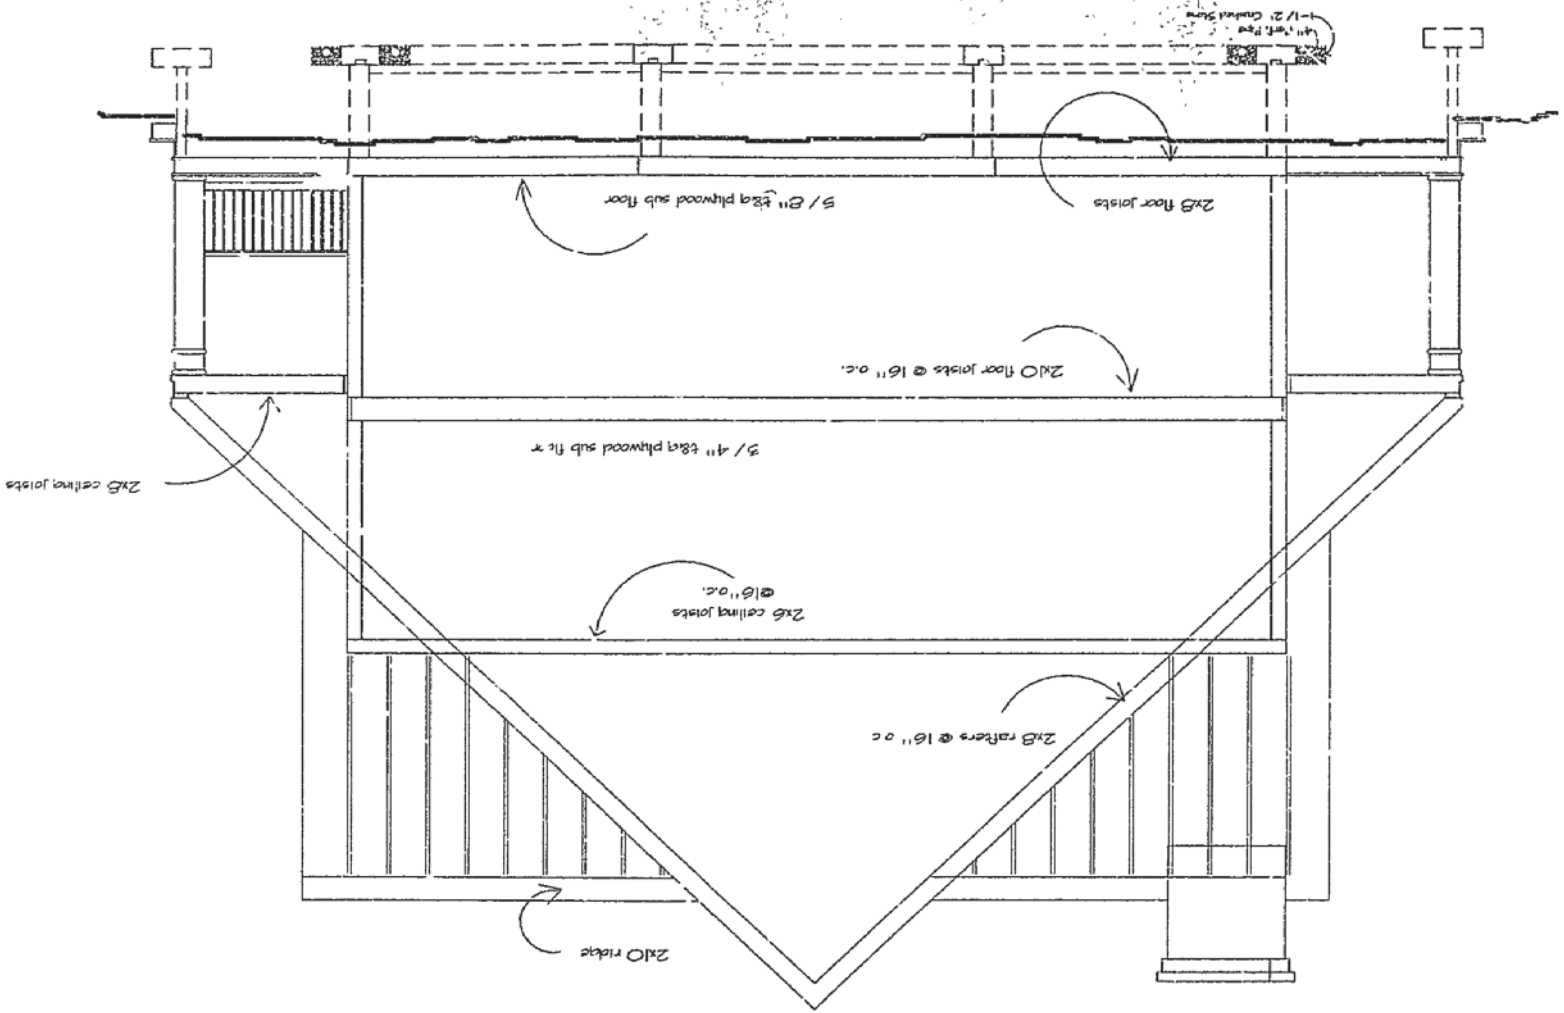 2x10 ridge
2x8 rafters @ 16" o.c
2x6 ceiling joists
@16" o.c.
2x8 ceiling joists
3/4" t&g plywood sub floor
2x10 floor joists @ 16" o.c.
2x8 floor joists
5/8" t&g plywood sub floor
4" Perf. Pipe
1-1/2" Crushed Stone